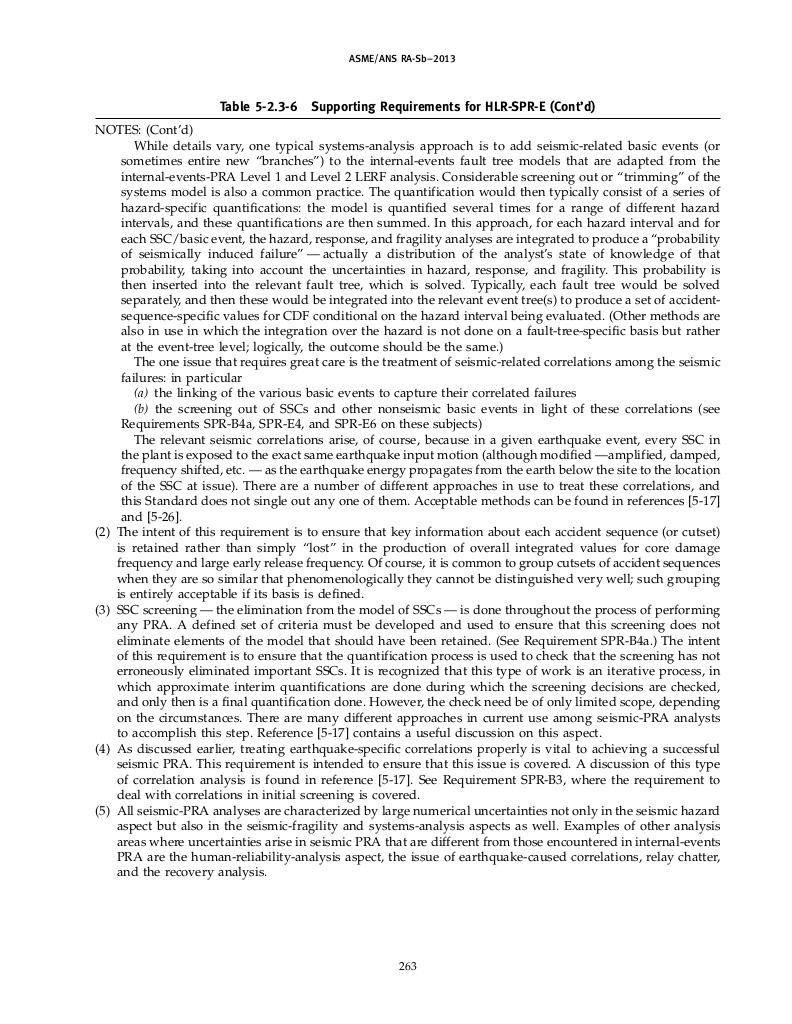 ASME/ANS RA-Sb–2013
Table 5-2.3-6 Supporting Requirements for HLR-SPR-E (Cont’d)
NOTES: (Cont’d)
While details vary, one typical systems-analysis approach is to add seismic-related basic events (or
sometimes entire new “branches”) to the internal-events fault tree models that are adapted from the
internal-events-PRA Level 1 and Level 2 LERF analysis. Considerable screening out or “trimming” of the
systems model is also a common practice. The quantification would then typically consist of a series of
hazard-specific quantifications: the model is quantified several times for a range of different hazard
intervals, and these quantifications are then summed. In this approach, for each hazard interval and for
each SSC/basic event, the hazard, response, and fragility analyses are integrated to produce a “probability
of seismically induced failure” — actually a distribution of the analyst’s state of knowledge of that
probability, taking into account the uncertainties in hazard, response, and fragility. This probability is
then inserted into the relevant fault tree, which is solved. Typically, each fault tree would be solved
separately, and then these would be integrated into the relevant event tree(s) to produce a set of accident-
sequence-specific values for CDF conditional on the hazard interval being evaluated. (Other methods are
also in use in which the integration over the hazard is not done on a fault-tree-specific basis but rather
at the event-tree level; logically, the outcome should be the same.)
The one issue that requires great care is the treatment of seismic-related correlations among the seismic
failures: in particular
(a) the linking of the various basic events to capture their correlated failures
(b) the screening out of SSCs and other nonseismic basic events in light of these correlations (see
Requirements SPR-B4a, SPR-E4, and SPR-E6 on these subjects)
The relevant seismic correlations arise, of course, because in a given earthquake event, every SSC in
the plant is exposed to the exact same earthquake input motion (although modified —amplified, damped,
frequency shifted, etc. — as the earthquake energy propagates from the earth below the site to the location
of the SSC at issue). There are a number of different approaches in use to treat these correlations, and
this Standard does not single out any one of them. Acceptable methods can be found in references [5-17]
and [5-26].
(2) The intent of this requirement is to ensure that key information about each accident sequence (or cutset)
is retained rather than simply “lost” in the production of overall integrated values for core damage
frequency and large early release frequency. Of course, it is common to group cutsets of accident sequences
when they are so similar that phenomenologically they cannot be distinguished very well; such grouping
is entirely acceptable if its basis is defined.
(3) SSC screening — the elimination from the model of SSCs — is done throughout the process of performing
any PRA. A defined set of criteria must be developed and used to ensure that this screening does not
eliminate elements of the model that should have been retained. (See Requirement SPR-B4a.) The intent
of this requirement is to ensure that the quantification process is used to check that the screening has not
erroneously eliminated important SSCs. It is recognized that this type of work is an iterative process, in
which approximate interim quantifications are done during which the screening decisions are checked,
and only then is a final quantification done. However, the check need be of only limited scope, depending
on the circumstances. There are many different approaches in current use among seismic-PRA analysts
to accomplish this step. Reference [5-17] contains a useful discussion on this aspect.
(4) As discussed earlier, treating earthquake-specific correlations properly is vital to achieving a successful
seismic PRA. This requirement is intended to ensure that this issue is covered. A discussion of this type
of correlation analysis is found in reference [5-17]. See Requirement SPR-B3, where the requirement to
deal with correlations in initial screening is covered.
(5) All seismic-PRA analyses are characterized by large numerical uncertainties not only in the seismic hazard
aspect but also in the seismic-fragility and systems-analysis aspects as well. Examples of other analysis
areas where uncertainties arise in seismic PRA that are different from those encountered in internal-events
PRA are the human-reliability-analysis aspect, the issue of earthquake-caused correlations, relay chatter,
and the recovery analysis.
263